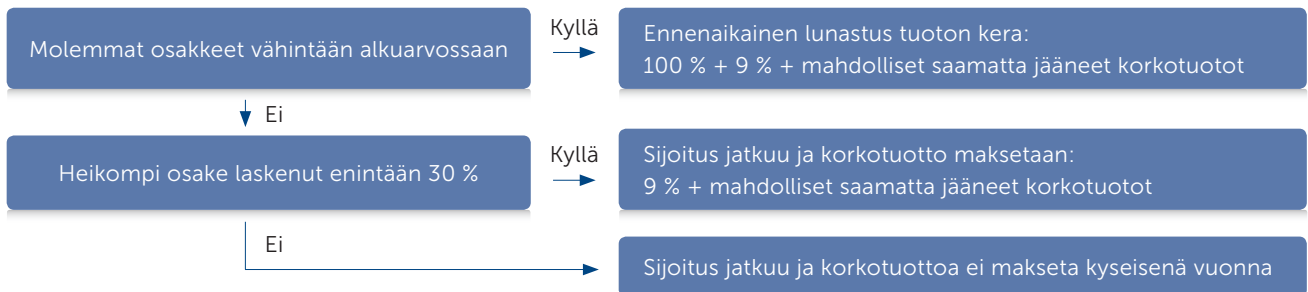 Molemmat osakkeet vähintään alkuarvossaan
Kyllä
Ennenaikainen lunastus tuoton kera:
100 % + 9 % + mahdolliset saamatta jääneet korkotuotot
Ei
Heikompi osake laskenut enintään 30 %
Kyllä
Sijoitus jatkuu ja korkotuotto maksetaan:
9 % + mahdolliset saamatta jääneet korkotuotot
Ei
Sijoitus jatkuu ja korkotuottoa ei makseta kyseisenä vuonna